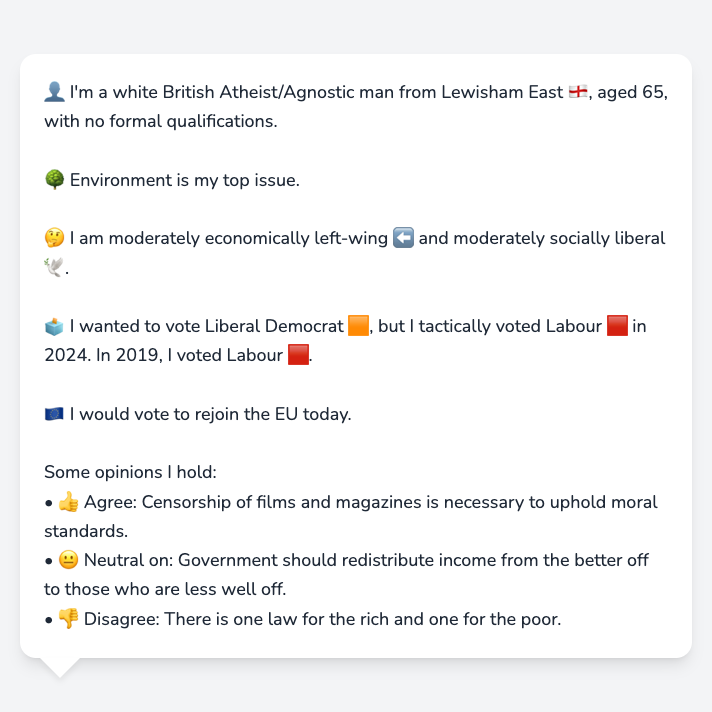 👤 I'm a white British Atheist/Agnostic man from Lewisham East 🏴󠁧󠁢󠁥󠁮󠁧󠁿, aged 65,
with no formal qualifications.
🌳 Environment is my top issue.
🤔 I am moderately economically left-wing ⬅️ and moderately socially liberal
🕊️.
🗳️ I wanted to vote Liberal Democrat 🟧, but I tactically voted Labour 🟥 in
2024. In 2019, I voted Labour 🟥.
🇪🇺 I would vote to rejoin the EU today.
Some opinions I hold:
• 👍 Agree: Censorship of films and magazines is necessary to uphold moral
standards.
• 😐 Neutral on: Government should redistribute income from the better off
to those who are less well off.
• 👎 Disagree: There is one law for the rich and one for the poor.